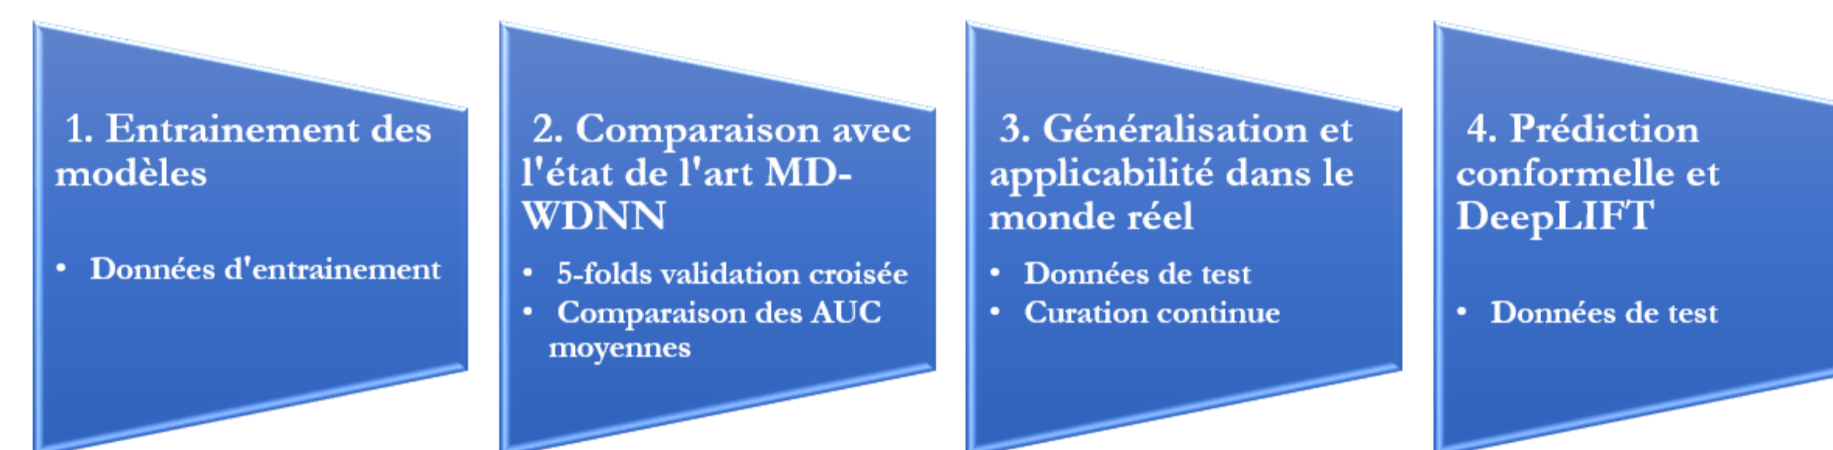 1. Entrainement des
modèles
• Données d'entrainement
2. Comparaison avec
l'état de l'art MD-
WDNN
• 5-folds validation croisée
• Comparaison des AUC
moyennes
3. Généralisation et
applicabilité dans le
monde réel
• Données de test
• Curation continue
4. Prédiction
conformelle et
DeepLIFT
• Données de test